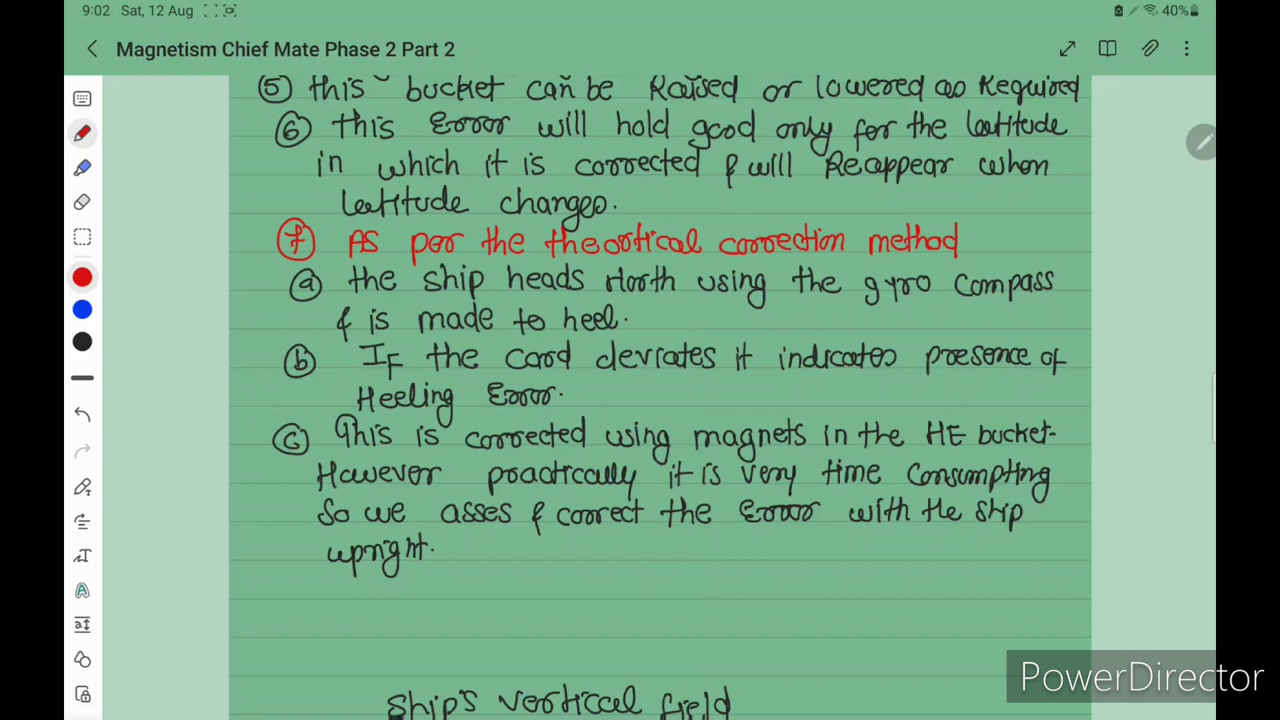 9:02 Sat, 12 Aug
40%
Magnetism Chief Mate Phase 2 Part 2
⑤ this bucket can be Raised or lowered as Required
⑥ this Error will hold good only for the latitude
in which it is corrected & will Reappear when
latitude changes.
⑦ As per the theortical correction method
ⓐ the ship heads North using the gyro compass
& is made to heel.
ⓑ IF the card deviates it indicates presence of
Heeling Error.
ⓒ This is corrected using magnets in the HE bucket-
However practically it is very time consumpting
So we asses & correct the Error with the ship
upright.
Ship's vertical field
PowerDirector